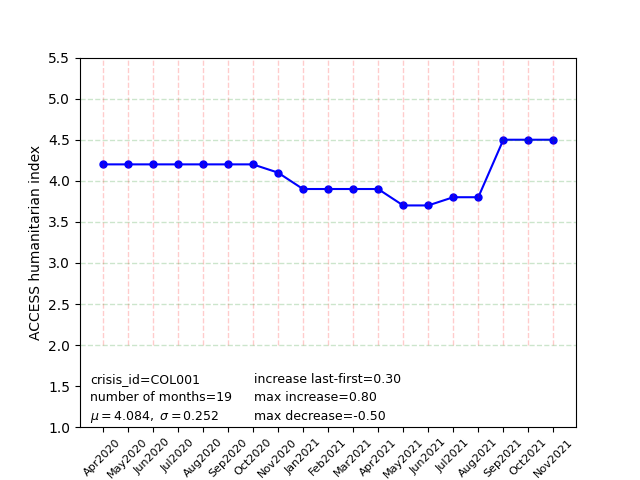 5.5
5.0
4.5
4.0
3.5
3.0
2.5
2.0
1.5
1.0
ACCESS humanitarian index
crisis_id=COL001
number of months=19
μ=4.084, σ=0.252
increase last-first=0.30
max increase=0.80
max decrease=-0.50
Apr2020
May2020
Jun2020
Jul2020
Aug2020
Sep2020
Oct2020
Nov2020
Jan2021
Feb2021
Mar2021
Apr2021
May2021
Jun2021
Jul2021
Aug2021
Sep2021
Oct2021
Nov2021